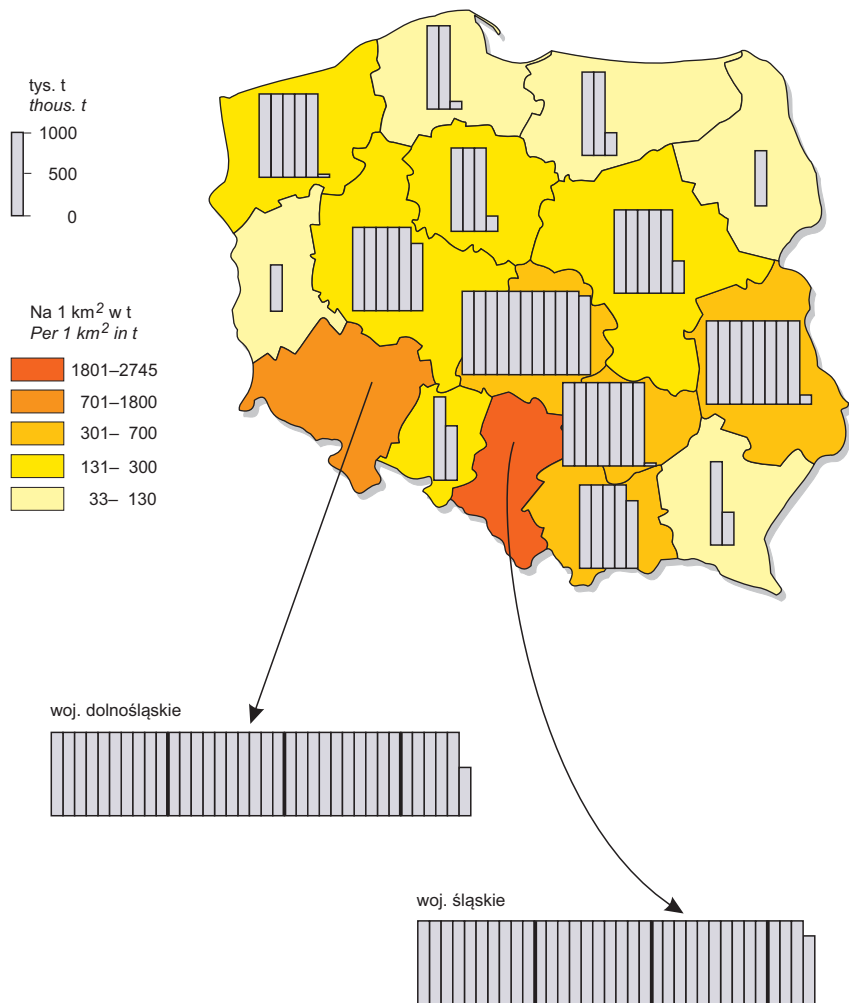 tys. t
thous. t
1000
500
0
Na 1 km² w t
Per 1 km² in t
1801–2745
701–1800
301– 700
131– 300
33– 130
woj. dolnośląskie
woj. śląskie